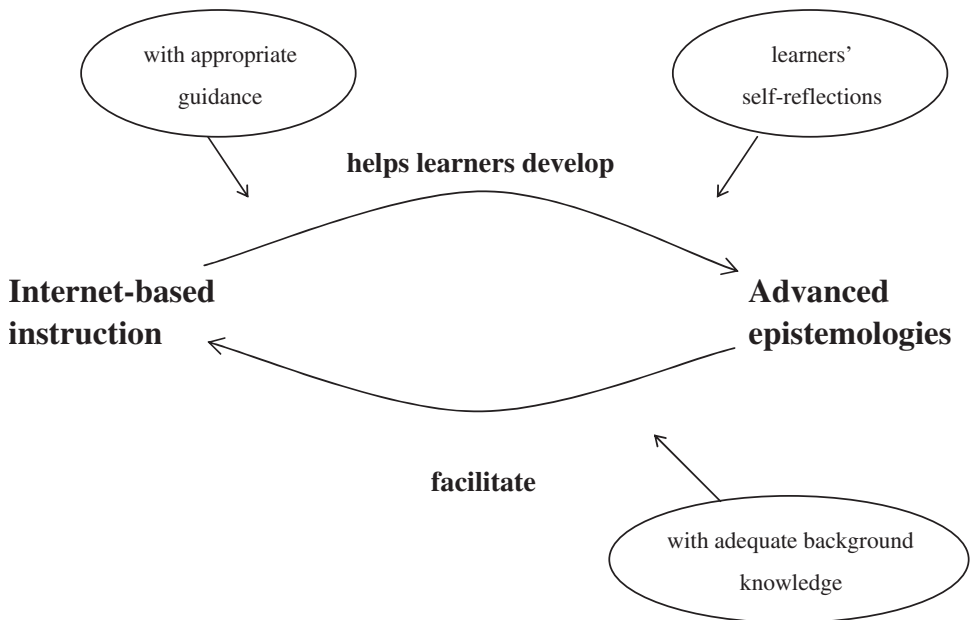 with appropriate
guidance
learners’
self-reflections
helps learners develop
Internet-based
instruction
Advanced
epistemologies
facilitate
with adequate background
knowledge